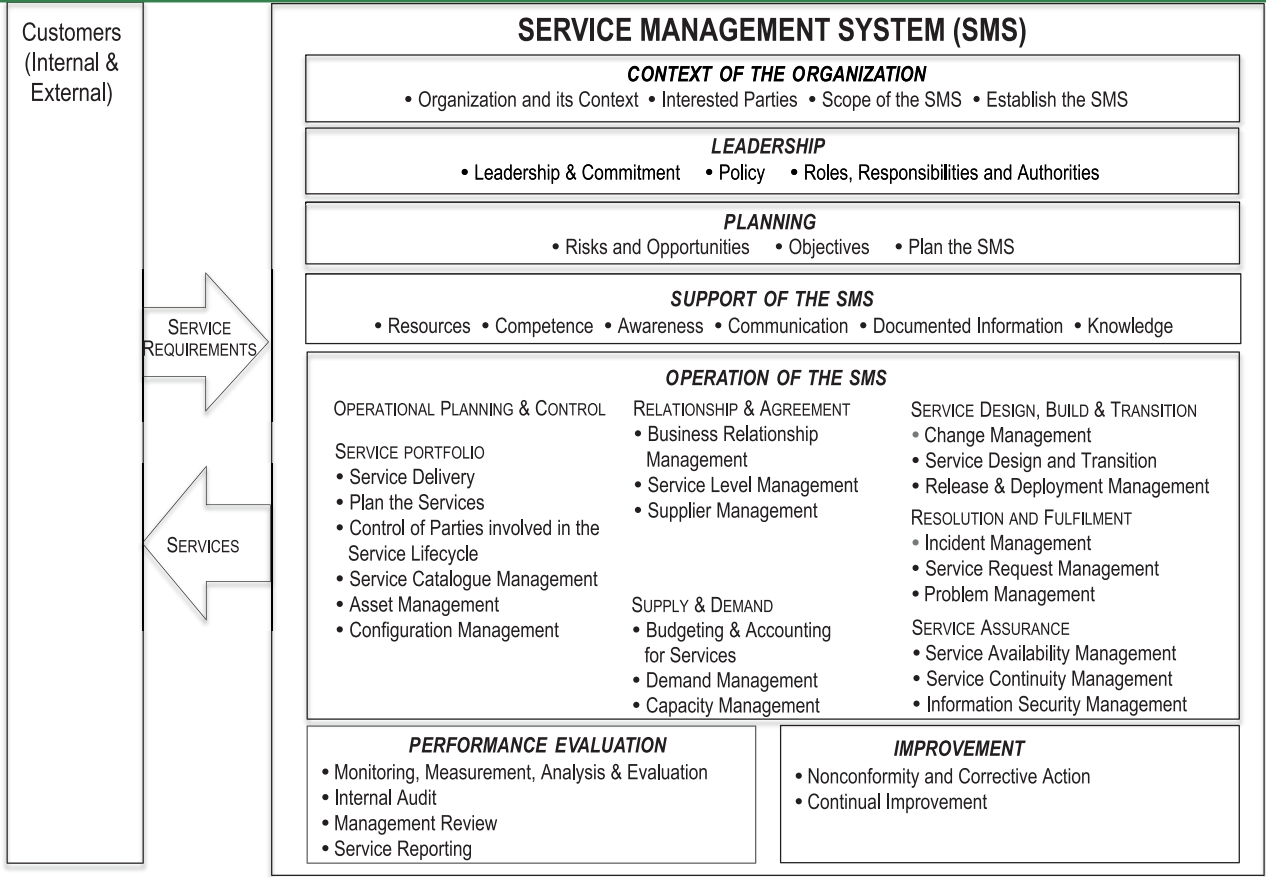 Customers
(Internal &
External)
SERVICE
REQUIREMENTS
SERVICES
SERVICE MANAGEMENT SYSTEM (SMS)
CONTEXT OF THE ORGANIZATION
• Organization and its Context • Interested Parties • Scope of the SMS • Establish the SMS
LEADERSHIP
• Leadership & Commitment • Policy • Roles, Responsibilities and Authorities
PLANNING
• Risks and Opportunities • Objectives • Plan the SMS
SUPPORT OF THE SMS
• Resources • Competence • Awareness • Communication • Documented Information • Knowledge
OPERATION OF THE SMS
OPERATIONAL PLANNING & CONTROL
SERVICE PORTFOLIO
• Service Delivery
• Plan the Services
• Control of Parties involved in the
Service Lifecycle
• Service Catalogue Management
• Asset Management
• Configuration Management
RELATIONSHIP & AGREEMENT
• Business Relationship
Management
• Service Level Management
• Supplier Management
SUPPLY & DEMAND
• Budgeting & Accounting
for Services
• Demand Management
• Capacity Management
SERVICE DESIGN, BUILD & TRANSITION
• Change Management
• Service Design and Transition
• Release & Deployment Management
RESOLUTION AND FULFILMENT
• Incident Management
• Service Request Management
• Problem Management
SERVICE ASSURANCE
• Service Availability Management
• Service Continuity Management
• Information Security Management
PERFORMANCE EVALUATION
• Monitoring, Measurement, Analysis & Evaluation
• Internal Audit
• Management Review
• Service Reporting
IMPROVEMENT
• Nonconformity and Corrective Action
• Continual Improvement